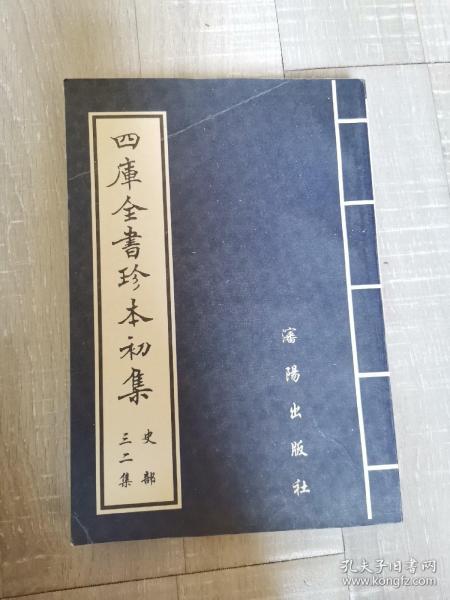 四庫全書珍本初集
史部
三二集
瀋陽出版社
孔夫子旧书网
www.kongfz.com